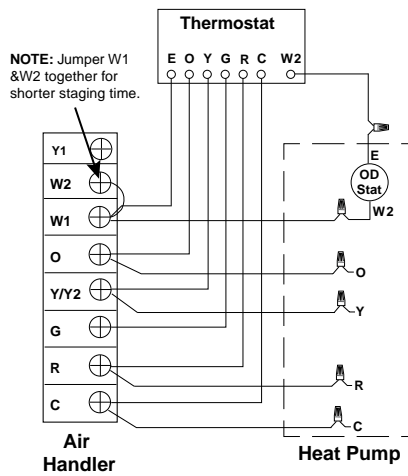 Thermostat
E O Y G R C W2
NOTE: Jumper W1
&W2 together for
shorter staging time.
Y1
W2
W1
O
Y/Y2
G
R
C
Air
Handler
E
OD
Stat
W2
O
Y
R
C
Heat Pump